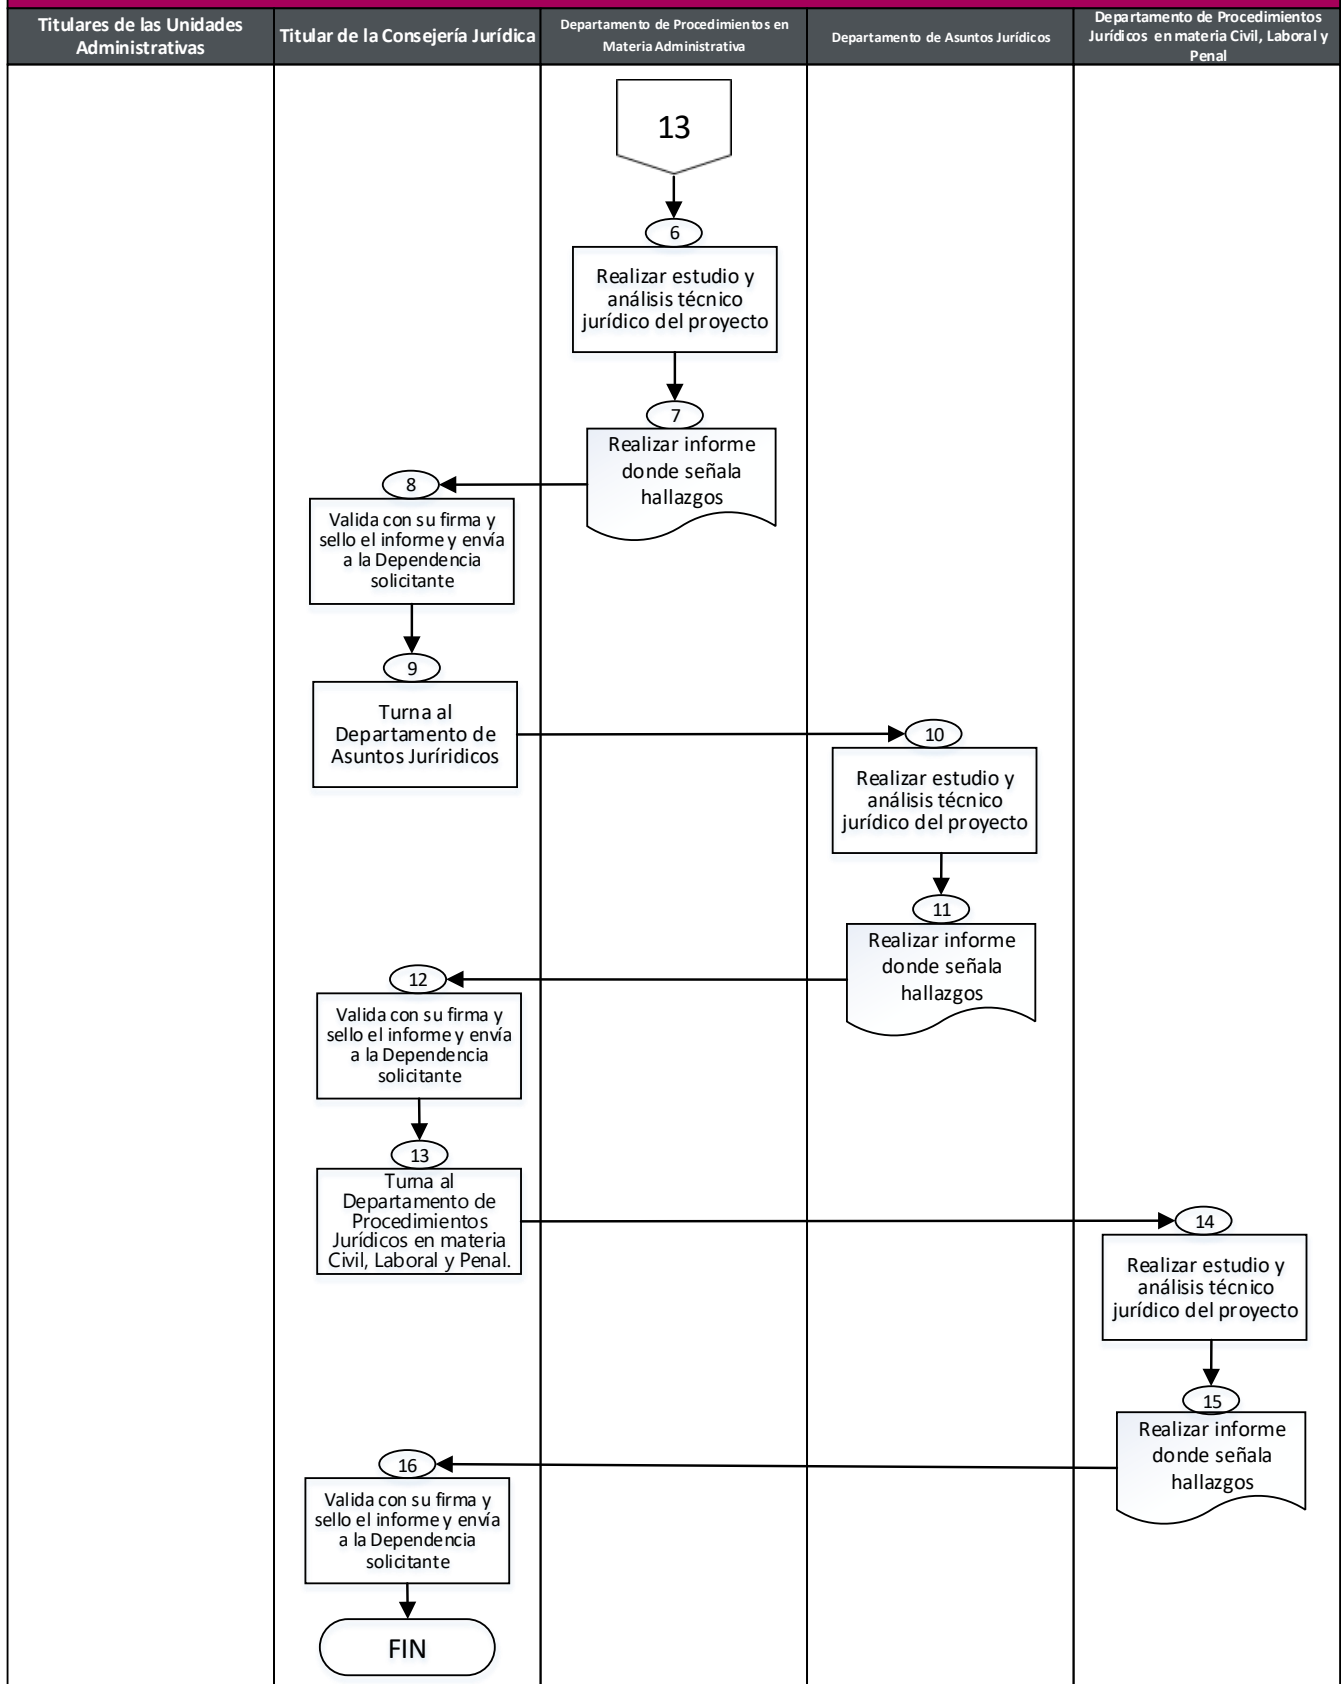 Titulares de las Unidades
Administrativas
Titular de la Consejería Jurídica
Departamento de Procedimientos en
Materia Administrativa
Departamento de Asuntos Jurídicos
Departamento de Procedimientos
Jurídicos en materia Civil, Laboral y
Penal
13
6
Realizar estudio y
análisis técnico
jurídico del proyecto
7
Realizar informe
donde señala
hallazgos
8
Valida con su firma y
sello el informe y envía
a la Dependencia
solicitante
9
Turna al
Departamento de
Asuntos Juríridicos
10
Realizar estudio y
análisis técnico
jurídico del proyecto
11
Realizar informe
donde señala
hallazgos
12
Valida con su firma y
sello el informe y envía
a la Dependencia
solicitante
13
Turna al
Departamento de
Procedimientos
Jurídicos en materia
Civil, Laboral y Penal.
14
Realizar estudio y
análisis técnico
jurídico del proyecto
15
Realizar informe
donde señala
hallazgos
16
Valida con su firma y
sello el informe y envía
a la Dependencia
solicitante
FIN